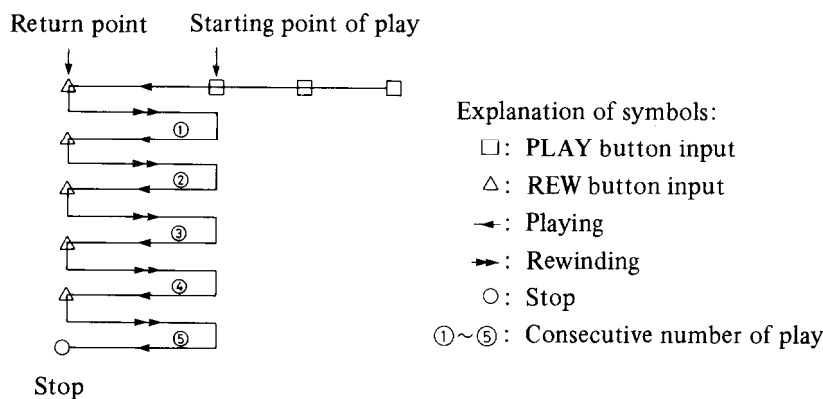 Return point
Starting point of play
①
②
③
④
⑤
Stop
Explanation of symbols:
□: PLAY button input
△: REW button input
: Playing
: Rewinding
○: Stop
①~⑤: Consecutive number of play